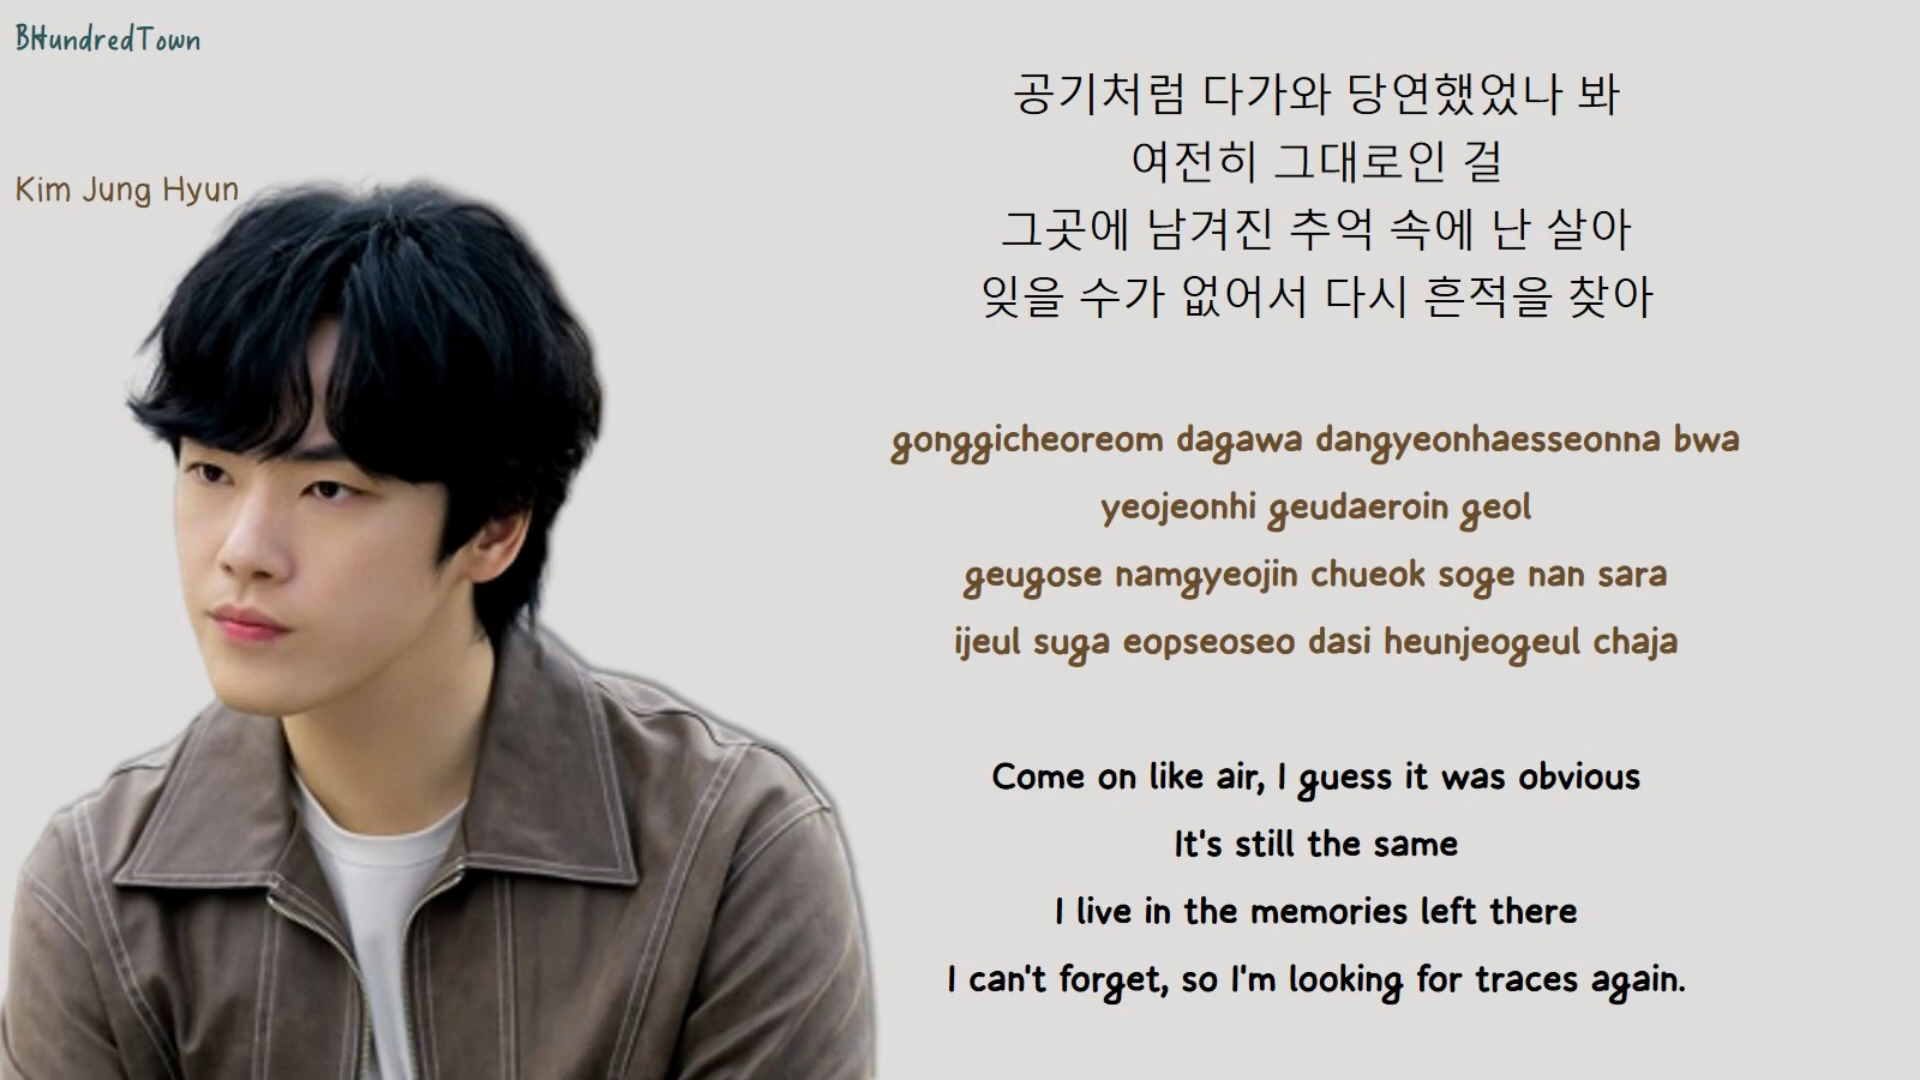 BHundredTown
Kim Jung Hyun
공기처럼 다가와 당연했었나 봐
여전히 그대로인 걸
그곳에 남겨진 추억 속에 난 살아
잊을 수가 없어서 다시 흔적을 찾아
gonggicheoreom dagawa dangyeonhaesseonna bwa
yeojeonhi geudaeroin geol
geugose namgyeojin chueok soge nan sara
ijeul suga eopseoseo dasi heunjeogeul chaja
Come on like air, I guess it was obvious
It's still the same
I live in the memories left there
I can't forget, so I'm looking for traces again.